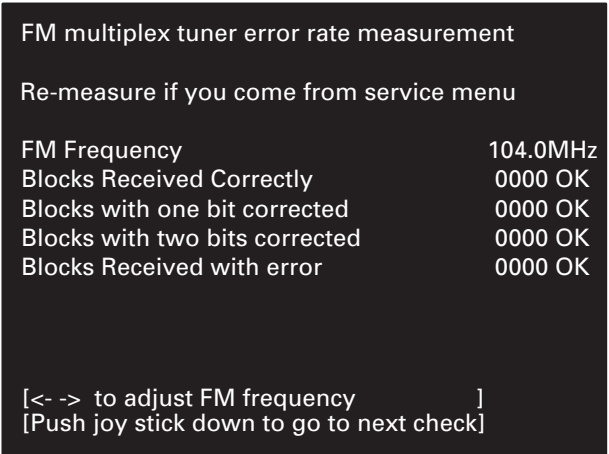 FM multiplex tuner error rate measurement
Re-measure if you come from service menu
FM Frequency 104.0MHz
Blocks Received Correctly 0000 OK
Blocks with one bit corrected 0000 OK
Blocks with two bits corrected 0000 OK
Blocks Received with error 0000 OK
[<- -> to adjust FM frequency ]
[Push joy stick down to go to next check]